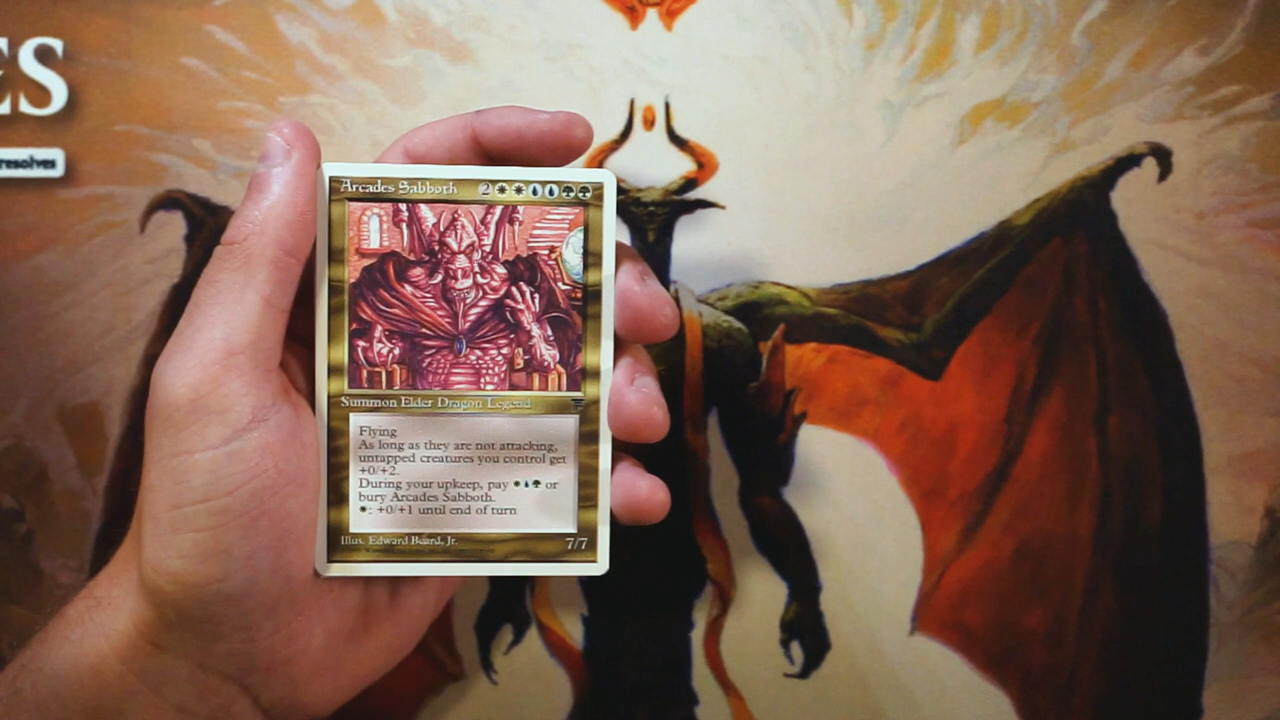 ES
resolves
Arcades Sabboth 2
Summon Elder Dragon Legend
Flying
As long as they are not attacking,
untapped creatures you control get
+0/+2.
During your upkeep, pay or
bury Arcades Sabboth.
: +0/+1 until end of turn
Illus. Edward Beard, Jr. 7/7